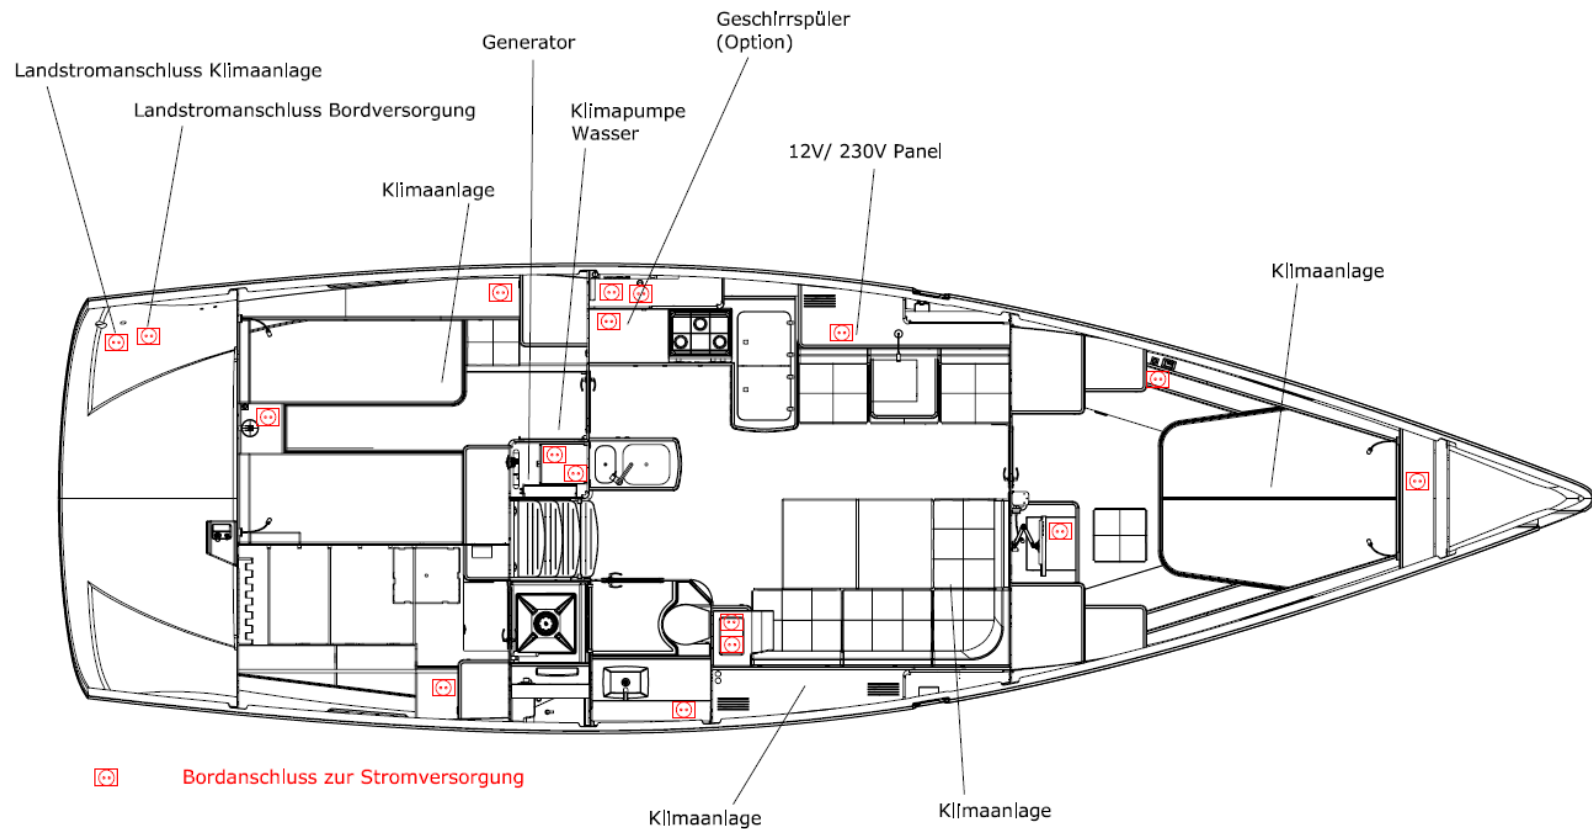 Geschirrspüler
(Option)
Generator
Landstromanschluss Klimaanlage
Landstromanschluss Bordversorgung
Klimapumpe
Wasser
12V/ 230V Panel
Klimaanlage
Klimaanlage
Bordanschluss zur Stromversorgung
Klimaanlage
Klimaanlage